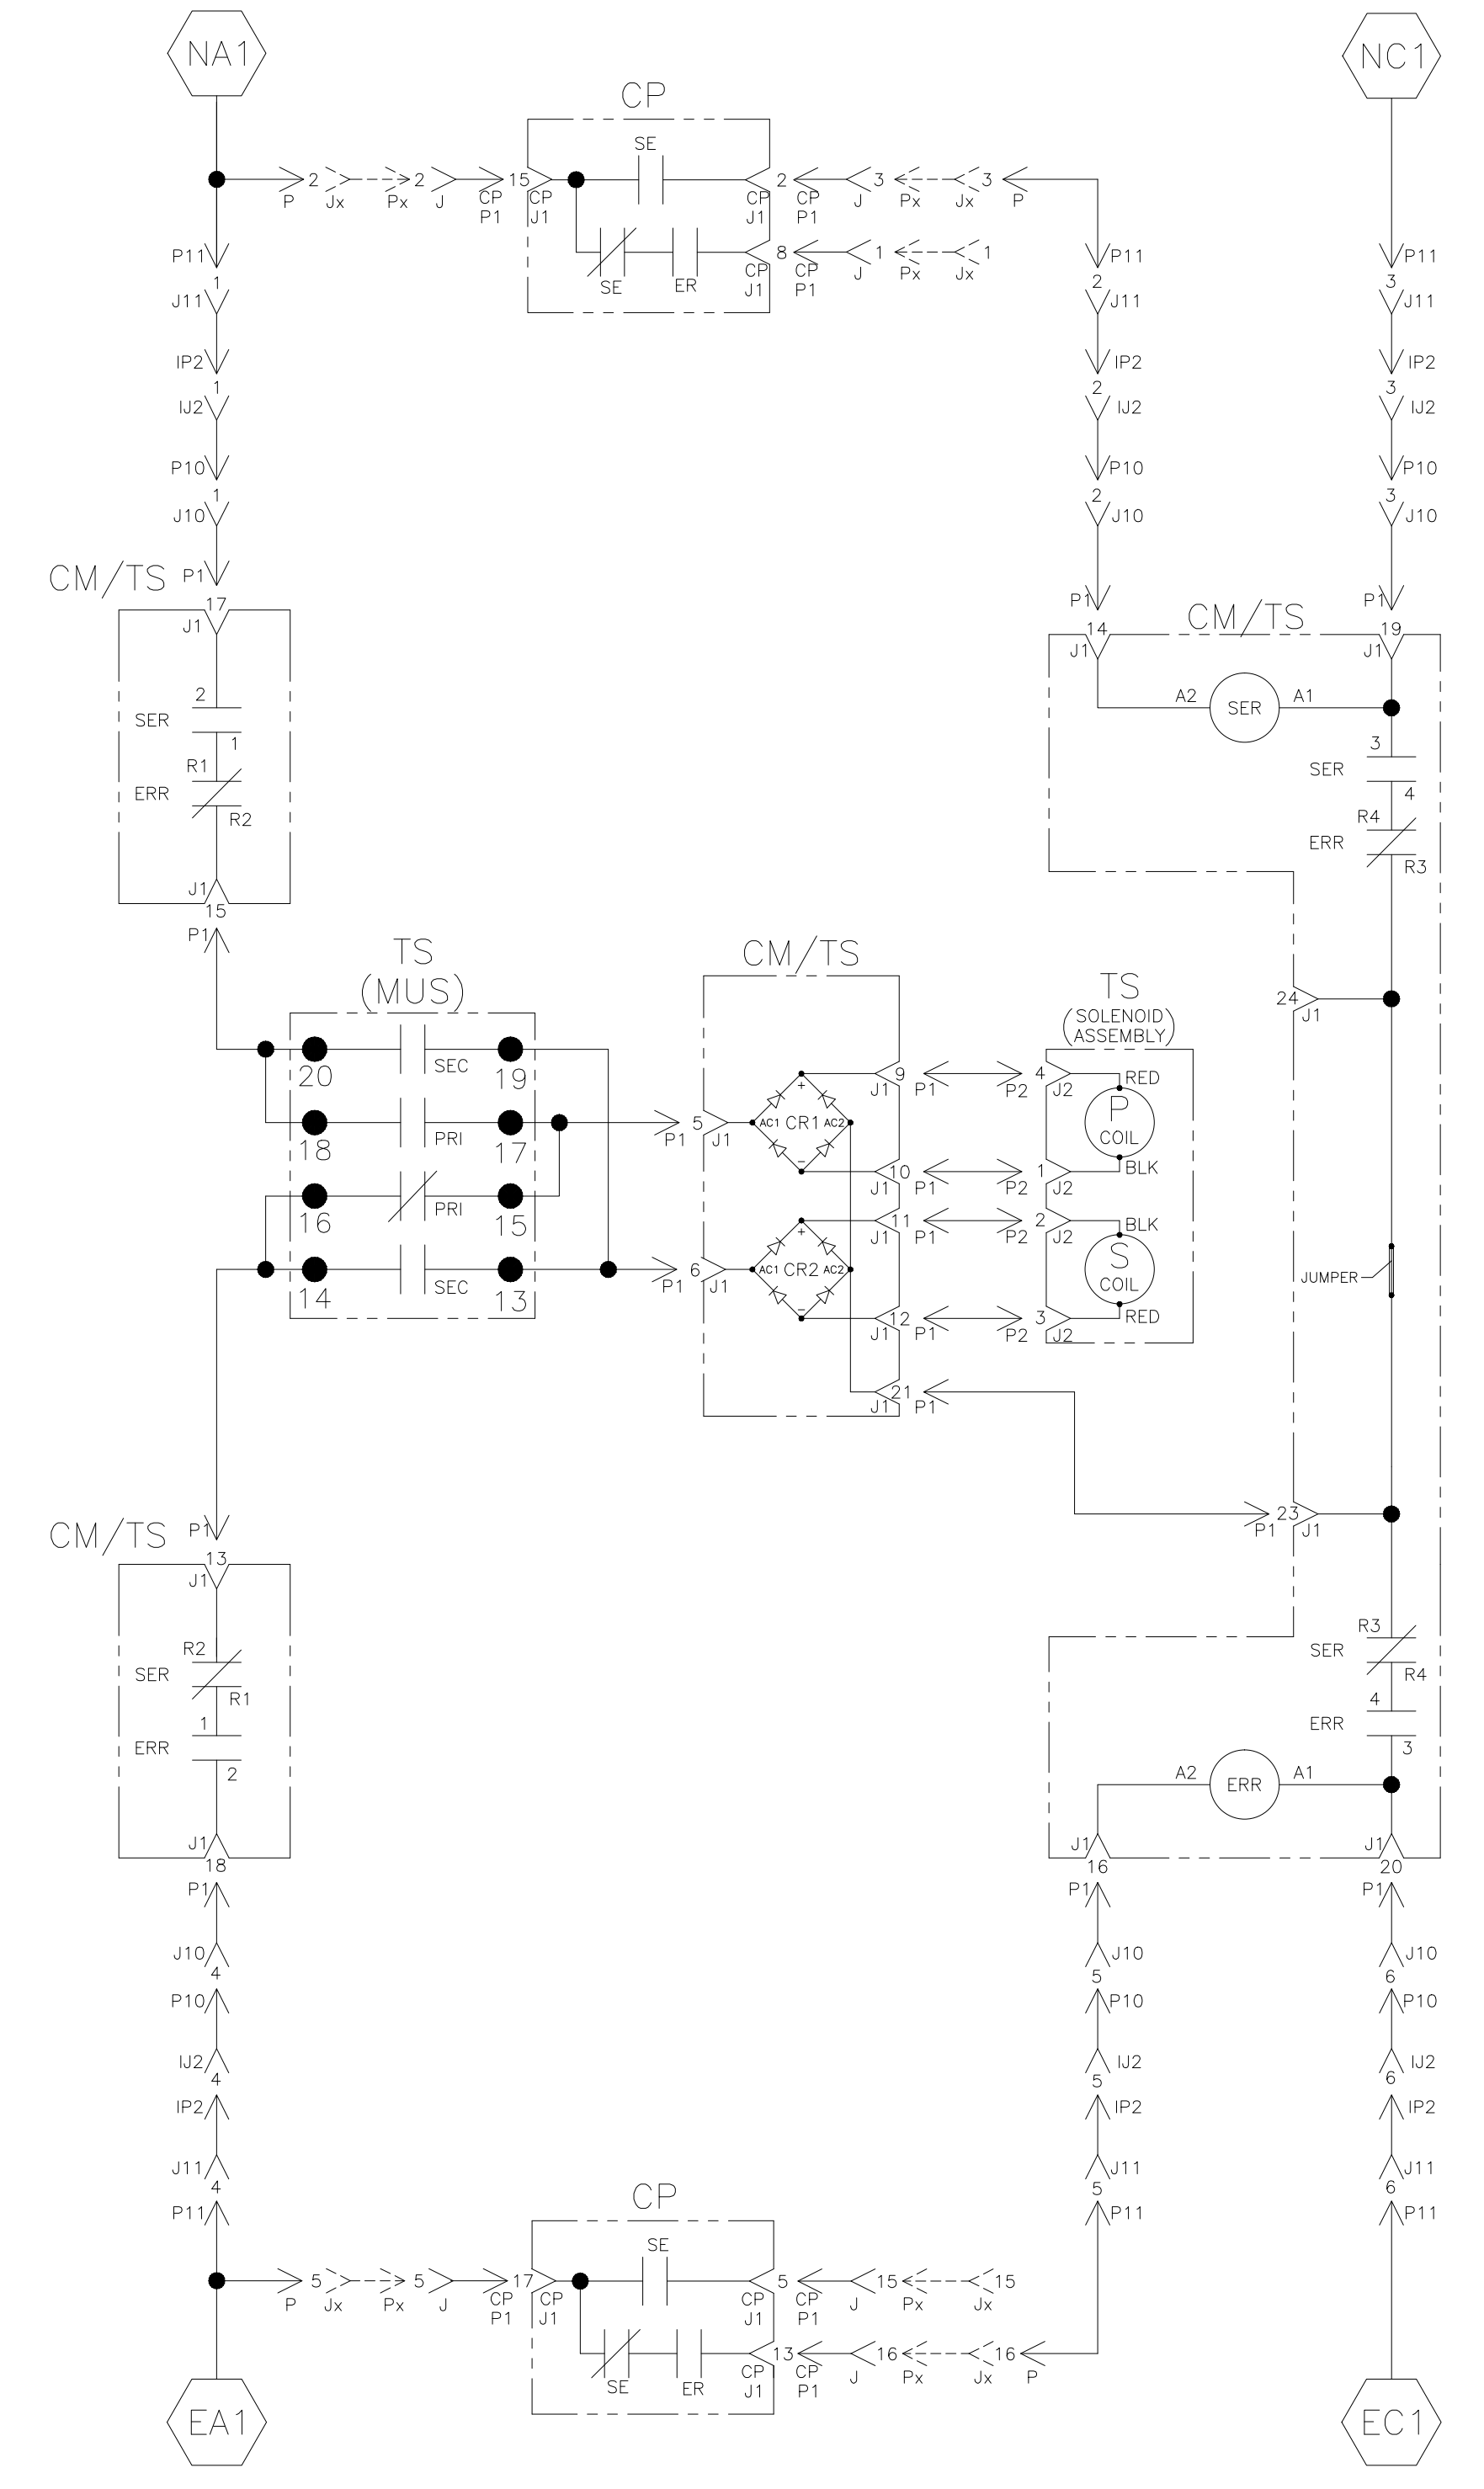 NA1
NC1
CP
SE
P 2 Jx Px 2 J CP P1 15 CP J1
CP J1 2 CP P1 J 3 Px Jx 3 P
SE ER
CP J1 8 CP P1 J 1 Px Jx 1
P11
1
J11
IP2
1
IJ2
P10
1
J10
P1
P11
2
J11
IP2
2
IJ2
P10
2
J10
P1
P11
3
J11
IP2
3
IJ2
P10
3
J10
P1
CM/TS
17
J1
2
SER
1
R1
ERR
R2
J1
15
P1
CM/TS
14
J1
19
J1
A2 SER A1
3
SER
4
R4
ERR
R3
24
J1
JUMPER
P1 23 J1
R3
SER
R4
4
ERR
3
A2 ERR A1
J1
16
P1
J1
20
P1
TS
(MUS)
20 SEC 19
18 PRI 17
16 PRI 15
14 SEC 13
CM/TS
P1 5 J1
AC1 CR1 AC2
+
−
9
J1 P1
10
J1 P1
P1 6 J1
AC1 CR2 AC2
+
−
11
J1 P1
12
J1 P1
21
J1 P1
TS
(SOLENOID)
(ASSEMBLY)
P2 4 J2 RED
P
COIL
P2 1 J2 BLK
P2 2 J2 BLK
S
COIL
P2 3 J2 RED
CM/TS
P1
13
J1
R2
SER
R1
1
ERR
2
J1
18
P1
J10
4
P10
IJ2
4
IP2
J11
4
P11
J10
5
P10
IJ2
5
IP2
J11
5
P11
J10
6
P10
IJ2
6
IP2
J11
6
P11
CP
SE
P 5 Jx Px 5 J CP P1 17 CP J1
CP J1 5 CP P1 J 15 Px Jx 15
SE ER
CP J1 13 CP P1 J 16 Px Jx 16 P
EA1
EC1